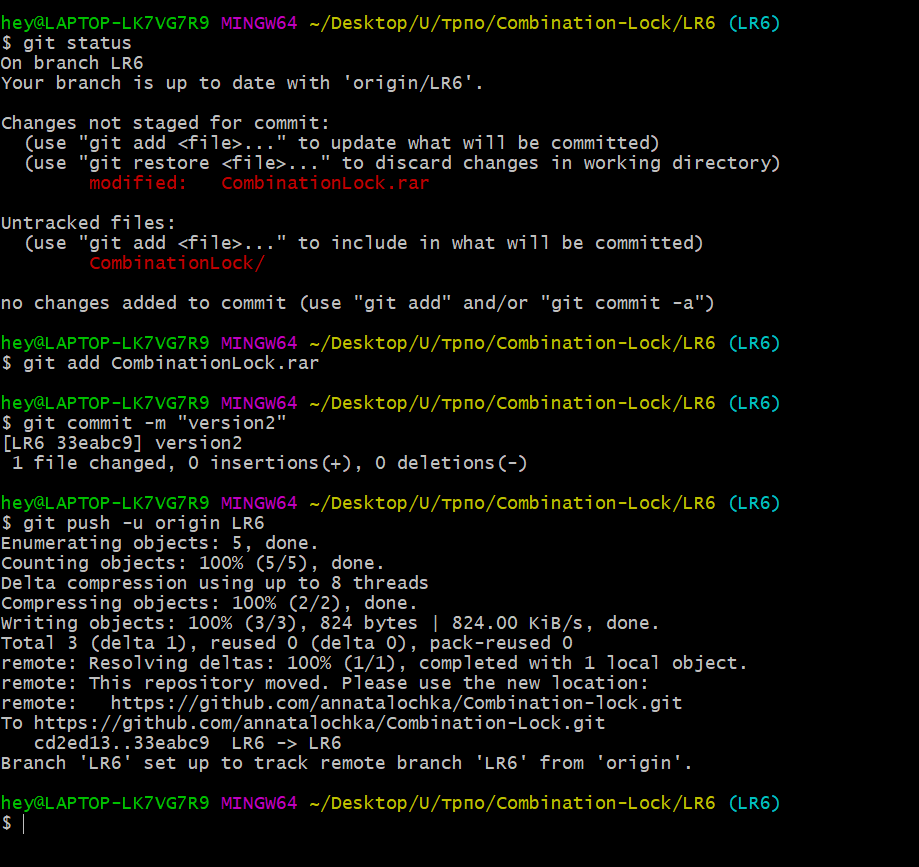 hey@LAPTOP-LK7VG7R9 MINGW64 ~/Desktop/U/трпо/Combination-Lock/LR6 (LR6)
$ git status
On branch LR6
Your branch is up to date with 'origin/LR6'.
Changes not staged for commit:
  (use "git add <file>..." to update what will be committed)
  (use "git restore <file>..." to discard changes in working directory)
        modified:   CombinationLock.rar
Untracked files:
  (use "git add <file>..." to include in what will be committed)
        CombinationLock/
no changes added to commit (use "git add" and/or "git commit -a")
hey@LAPTOP-LK7VG7R9 MINGW64 ~/Desktop/U/трпо/Combination-Lock/LR6 (LR6)
$ git add CombinationLock.rar
hey@LAPTOP-LK7VG7R9 MINGW64 ~/Desktop/U/трпо/Combination-Lock/LR6 (LR6)
$ git commit -m "version2"
[LR6 33eabc9] version2
 1 file changed, 0 insertions(+), 0 deletions(-)
hey@LAPTOP-LK7VG7R9 MINGW64 ~/Desktop/U/трпо/Combination-Lock/LR6 (LR6)
$ git push -u origin LR6
Enumerating objects: 5, done.
Counting objects: 100% (5/5), done.
Delta compression using up to 8 threads
Compressing objects: 100% (2/2), done.
Writing objects: 100% (3/3), 824 bytes | 824.00 KiB/s, done.
Total 3 (delta 1), reused 0 (delta 0), pack-reused 0
remote: Resolving deltas: 100% (1/1), completed with 1 local object.
remote: This repository moved. Please use the new location:
remote:   https://github.com/annatalochka/Combination-lock.git
To https://github.com/annatalochka/Combination-Lock.git
   cd2ed13..33eabc9  LR6 -> LR6
Branch 'LR6' set up to track remote branch 'LR6' from 'origin'.
hey@LAPTOP-LK7VG7R9 MINGW64 ~/Desktop/U/трпо/Combination-Lock/LR6 (LR6)
$